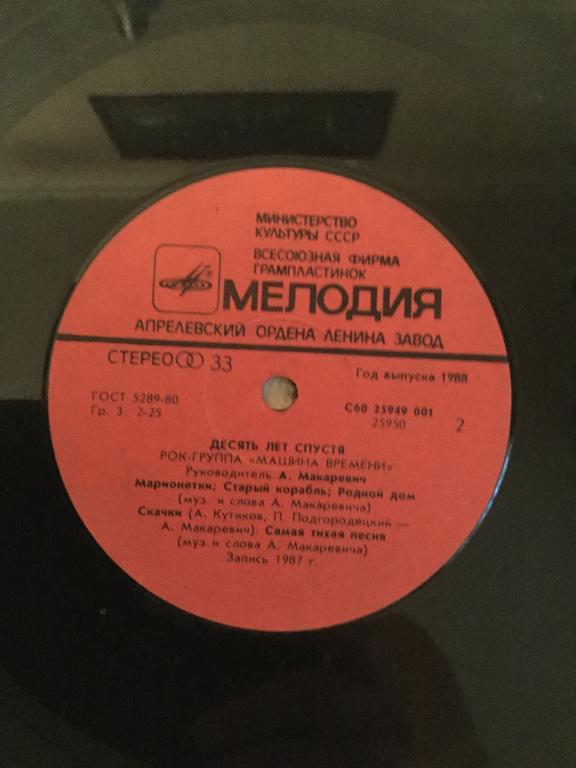 МИНИСТЕРСТВО
КУЛЬТУРЫ СССР
ВСЕСОЮЗНАЯ ФИРМА
ГРАМПЛАСТИНОК
МЕЛОДИЯ
АПРЕЛЕВСКИЙ ОРДЕНА ЛЕНИНА ЗАВОД
СТЕРЕО 33
Год выпуска 1988
ГОСТ 5289-80
Гр. 3. 2-25
С60 25949 001
25950
2
ДЕСЯТЬ ЛЕТ СПУСТЯ
РОК-ГРУППА «МАШИНА ВРЕМЕНИ»
Руководитель А. Макаревич
Марионетки; Старый корабль; Родной дом
(муз. и слова А. Макаревича)
Скачки (А. Кутиков, П. Подгородецкий —
А. Макаревич). Самая тихая песня
(муз. и слова А. Макаревича)
Запись 1987 г.